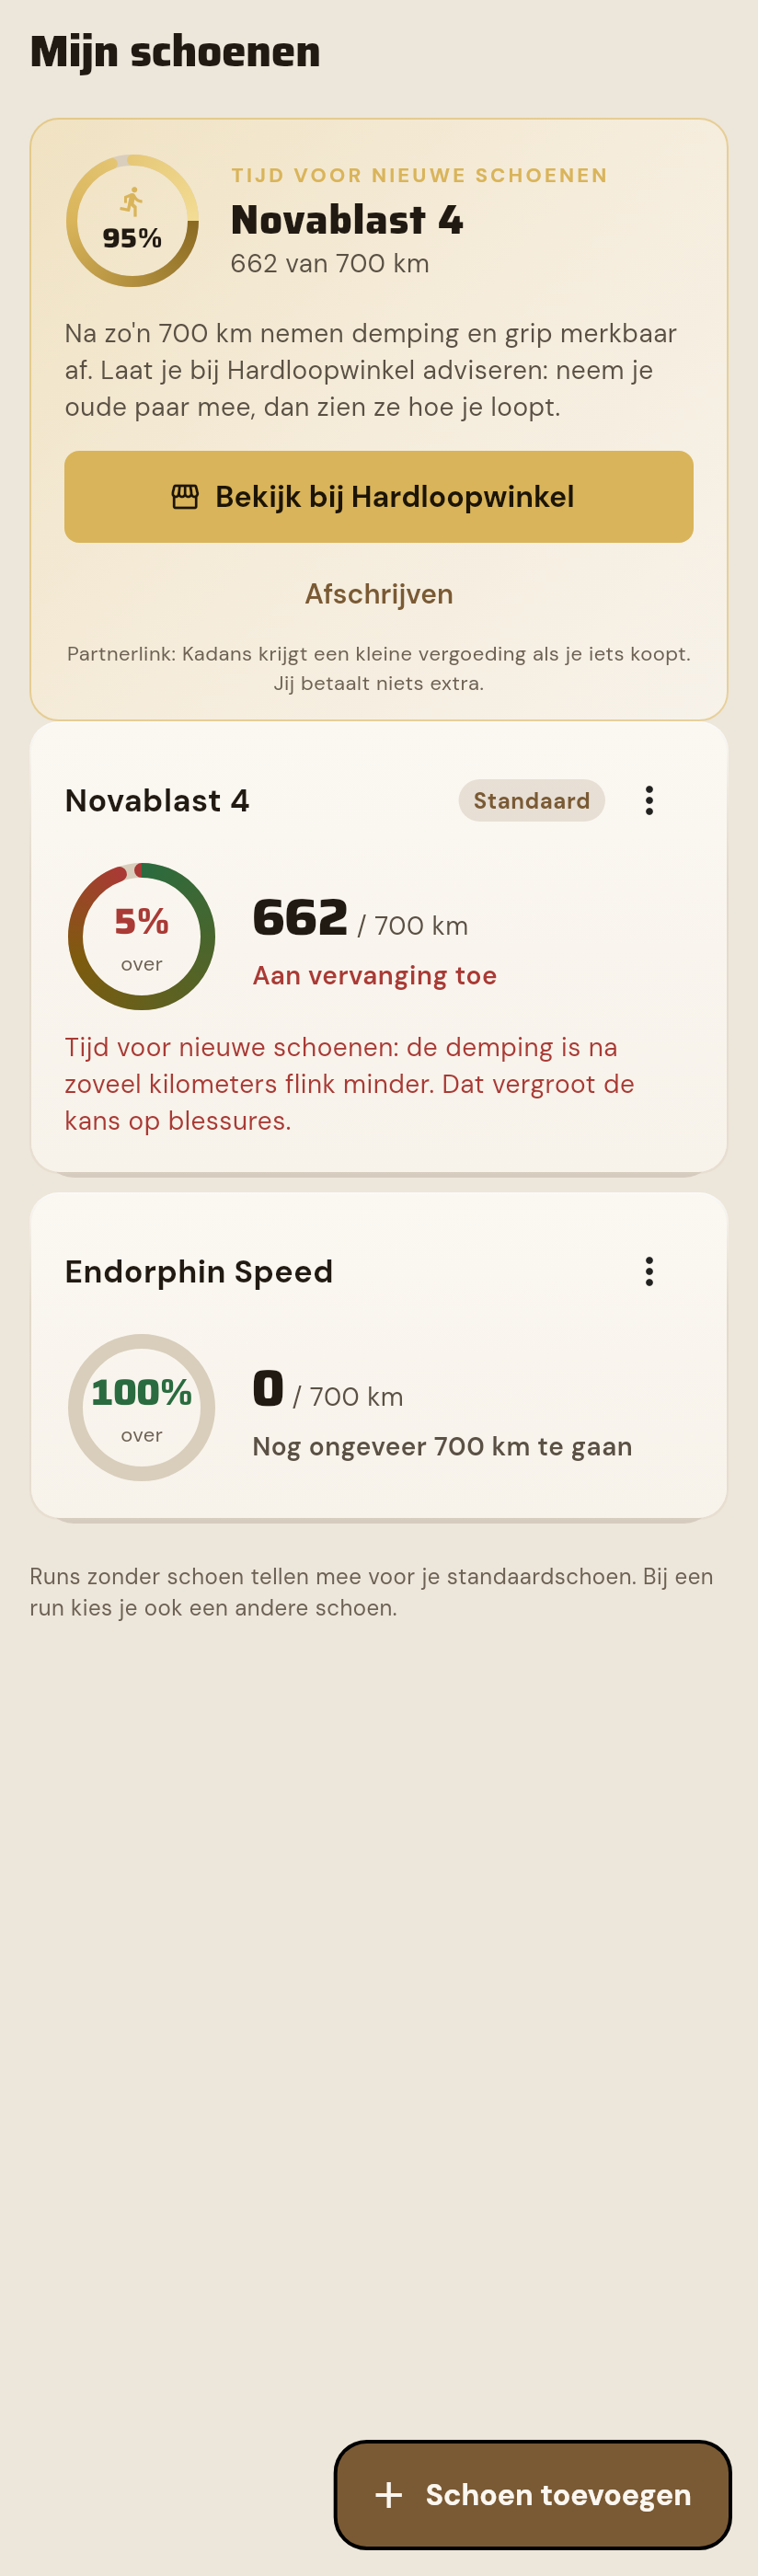 Mijn schoenen
95%
TIJD VOOR NIEUWE SCHOENEN
Novablast 4
662 van 700 km
Na zo'n 700 km nemen demping en grip merkbaar
af. Laat je bij Hardloopwinkel adviseren: neem je
oude paar mee, dan zien ze hoe je loopt.
Bekijk bij Hardloopwinkel
Afschrijven
Partnerlink: Kadans krijgt een kleine vergoeding als je iets koopt.
Jij betaalt niets extra.
Novablast 4
Standaard
5%
over
662 / 700 km
Aan vervanging toe
Tijd voor nieuwe schoenen: de demping is na
zoveel kilometers flink minder. Dat vergroot de
kans op blessures.
Endorphin Speed
100%
over
0 / 700 km
Nog ongeveer 700 km te gaan
Runs zonder schoen tellen mee voor je standaardschoen. Bij een
run kies je ook een andere schoen.
+ Schoen toevoegen